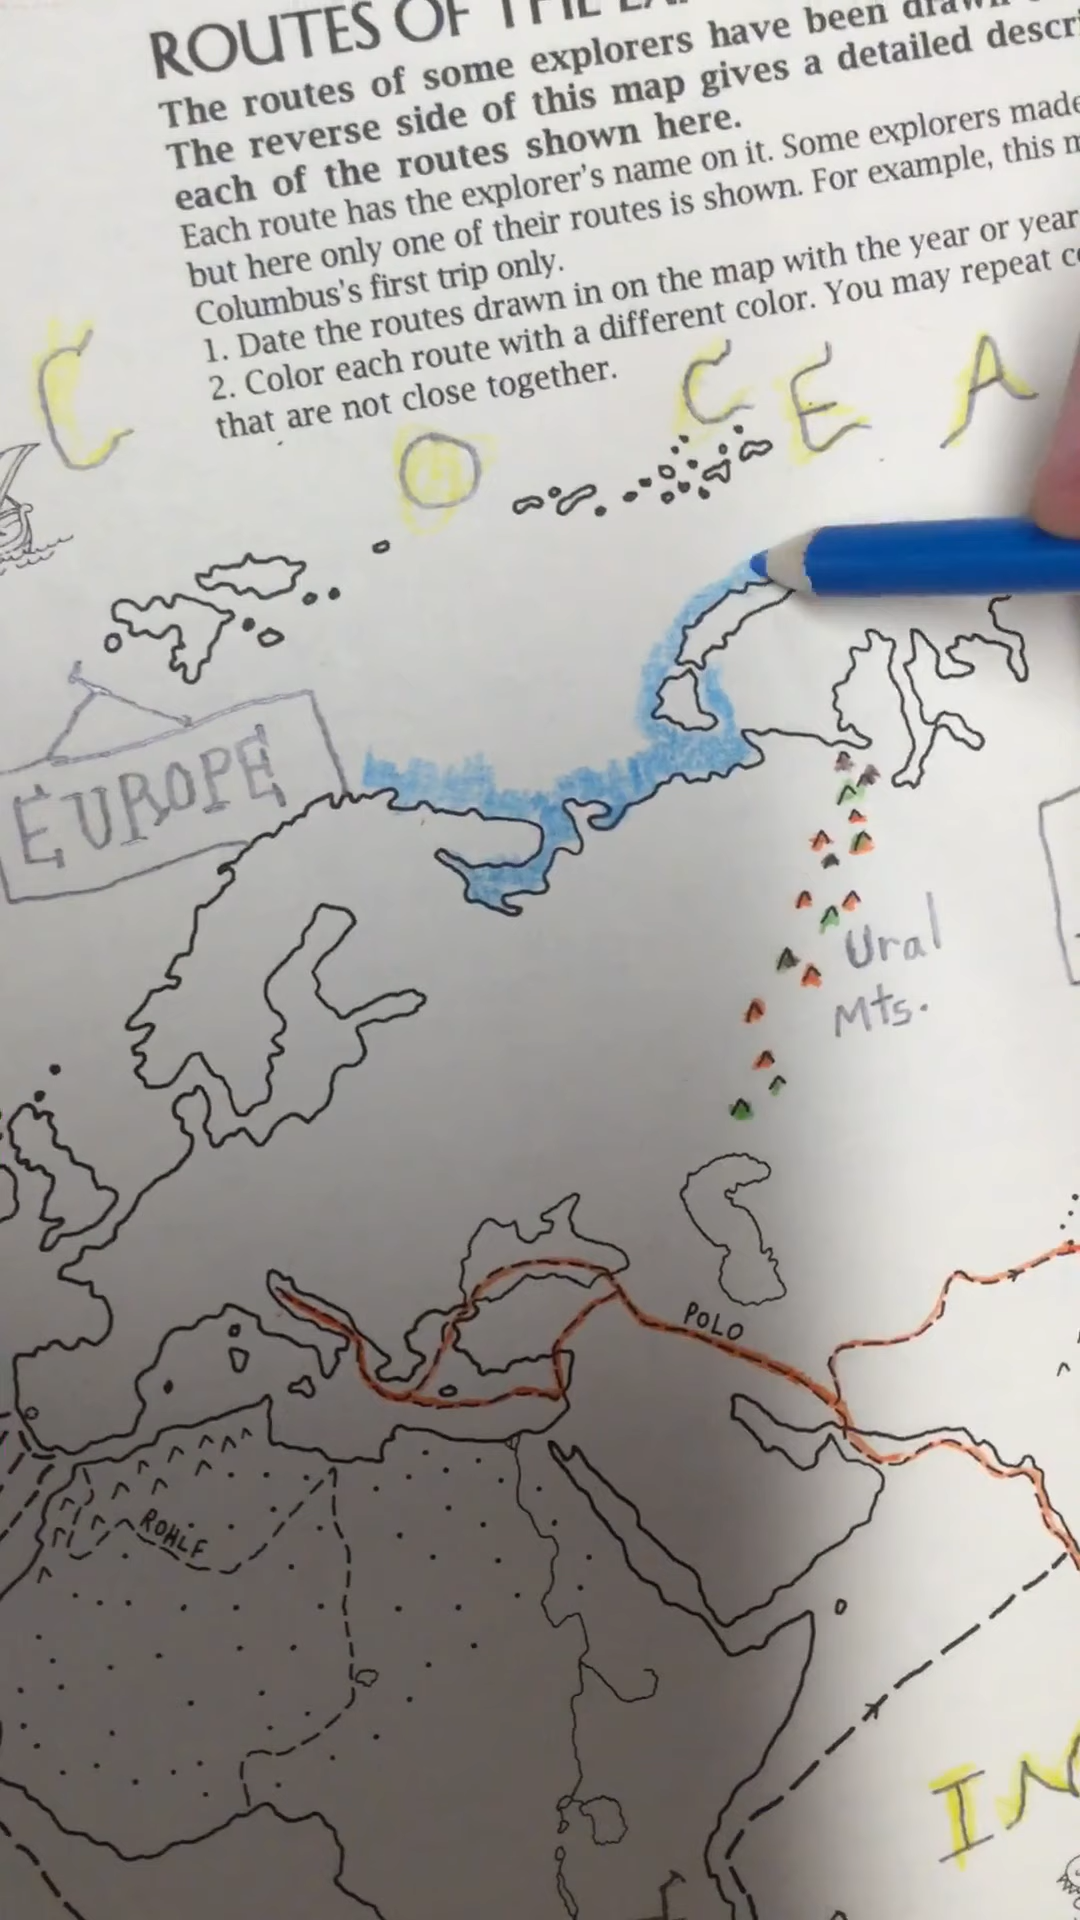 ROUTES OF THE
The routes of some explorers have been drawn
The reverse side of this map gives a detailed
each of the routes shown here.
Each route has the explorer's name on it. Some explorers made
but here only one of their routes is shown. For example, this
Columbus's first trip only.
1. Date the routes drawn in on the map with the year or
2. Color each route with a different color. You may repeat
that are not close together.
C O C E A
EUROPE
Ural
Mts.
POLO
ROHLF
IN